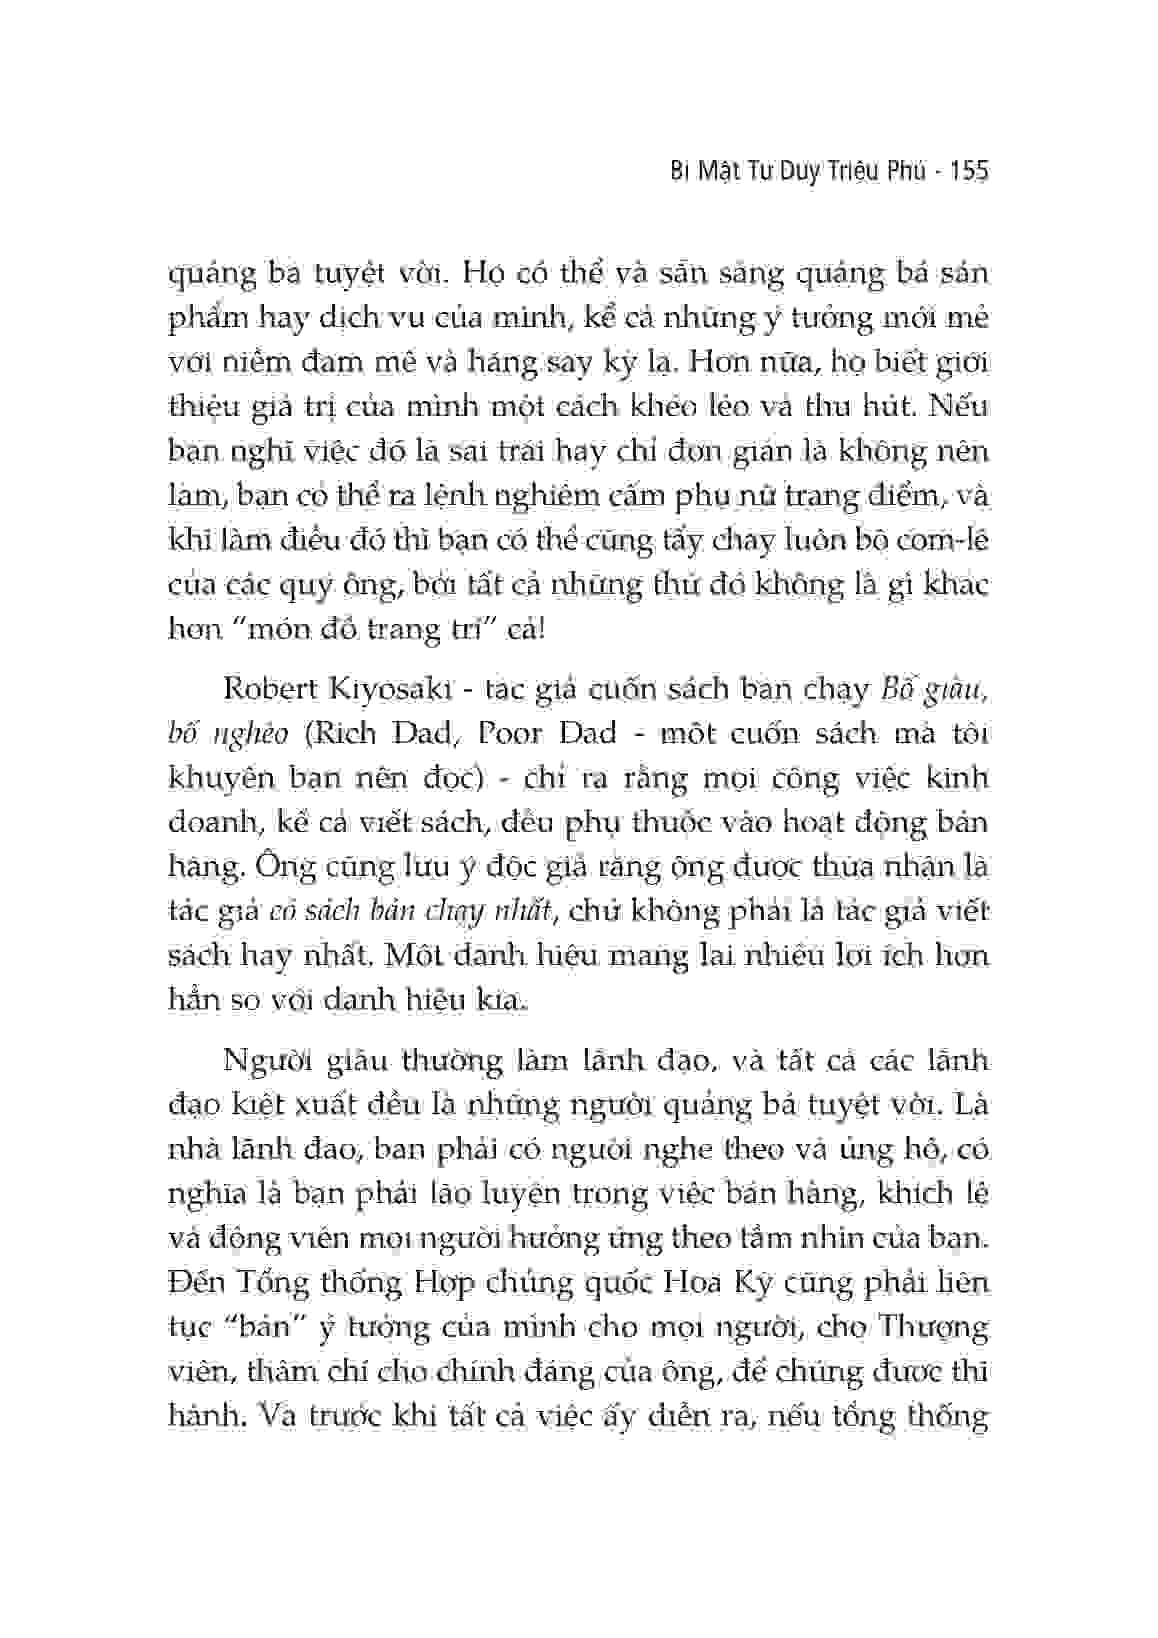 Bí Mật Tư Duy Triệu Phú - 155
quảng bá tuyệt vời. Họ có thể và sẵn sàng quảng bá sản
phẩm hay dịch vụ của mình, kể cả những ý tưởng mới mẻ
với niềm đam mê và hăng say kỳ lạ. Hơn nữa, họ biết giới
thiệu giá trị của mình một cách khéo léo và thu hút. Nếu
bạn nghĩ việc đó là sai trái hay chỉ đơn giản là không nên
làm, bạn có thể ra lệnh nghiêm cấm phụ nữ trang điểm, và
khi làm điều đó thì bạn có thể cũng tẩy chay luôn bộ com-lê
của các quý ông, bởi tất cả những thứ đó không là gì khác
hơn “món đồ trang trí” cả!
Robert Kiyosaki - tác giả cuốn sách bán chạy Bố giàu,
bố nghèo (Rich Dad, Poor Dad - một cuốn sách mà tôi
khuyên bạn nên đọc) - chỉ ra rằng mọi công việc kinh
doanh, kể cả viết sách, đều phụ thuộc vào hoạt động bán
hàng. Ông cũng lưu ý độc giả rằng ông được thừa nhận là
tác giả có sách bán chạy nhất, chứ không phải là tác giả viết
sách hay nhất. Một danh hiệu mang lại nhiều lợi ích hơn
hẳn so với danh hiệu kia.
Người giàu thường làm lãnh đạo, và tất cả các lãnh
đạo kiệt xuất đều là những người quảng bá tuyệt vời. Là
nhà lãnh đạo, bạn phải có người nghe theo và ủng hộ, có
nghĩa là bạn phải lão luyện trong việc bán hàng, khích lệ
và động viên mọi người hưởng ứng theo tầm nhìn của bạn.
Đến Tổng thống Hợp chủng quốc Hoa Kỳ cũng phải liên
tục “bán” ý tưởng của mình cho mọi người, cho Thượng
viện, thậm chí cho chính đảng của ông, để chúng được thi
hành. Và trước khi tất cả việc ấy diễn ra, nếu tổng thống